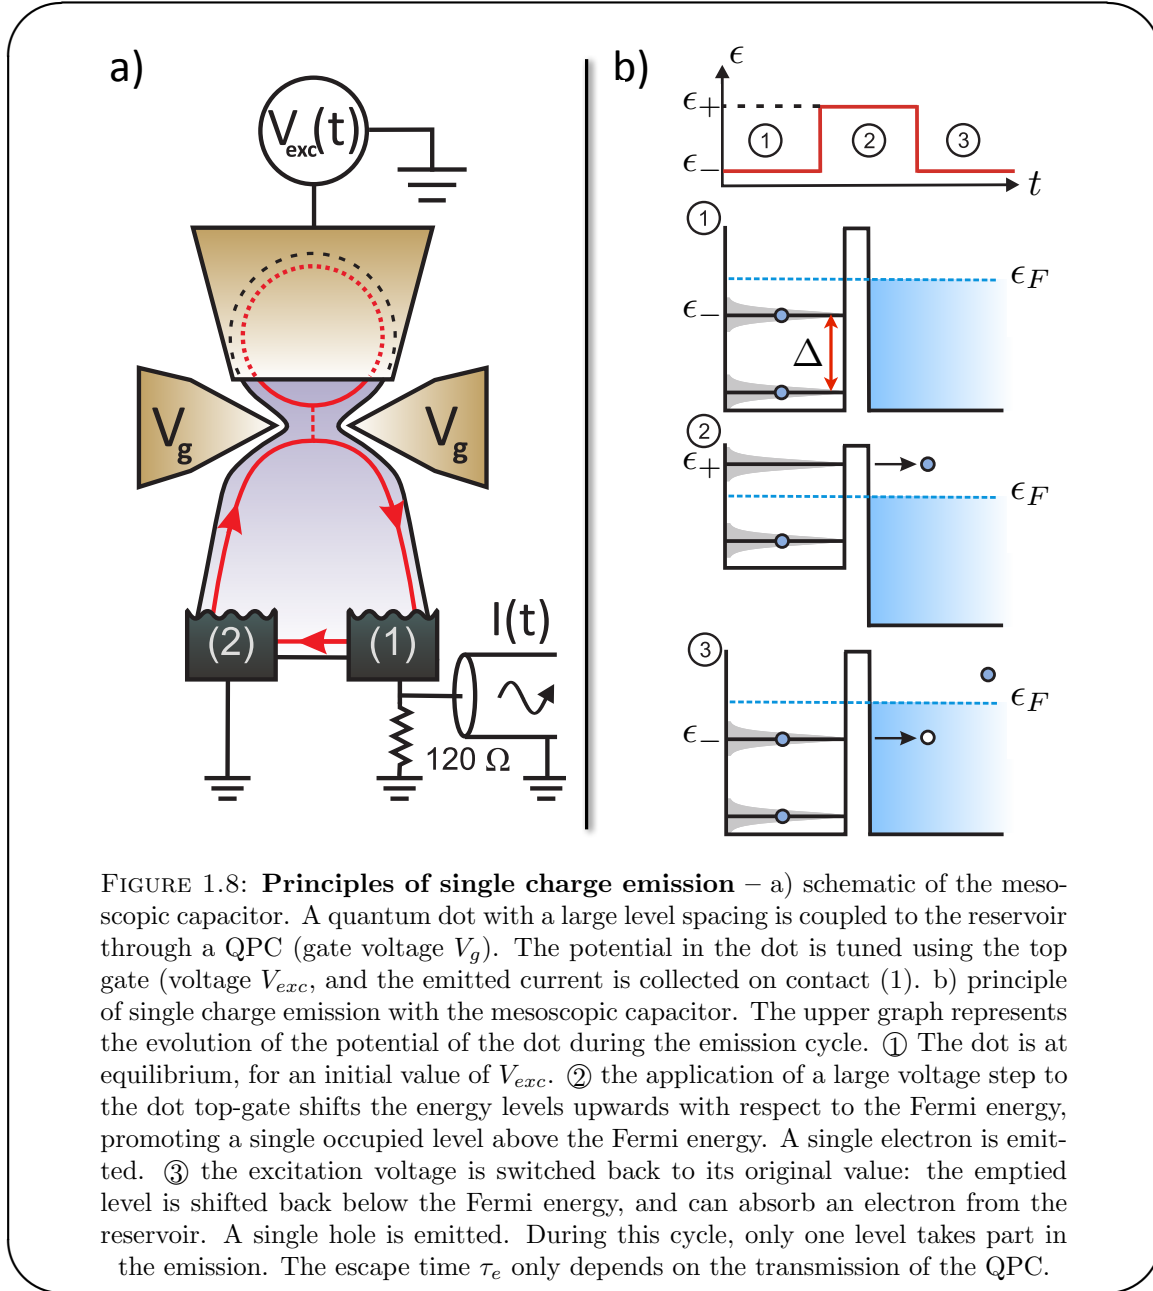 a)
V_exc(t)
V_g
V_g
(2)
(1)
I(t)
120 Ω
b)
ϵ
ϵ+
ϵ−
① ② ③
t
①
ϵF
ϵ−
Δ
②
ϵ+
ϵF
③
ϵF
ϵ−
FIGURE 1.8: Principles of single charge emission – a) schematic of the meso-
scopic capacitor. A quantum dot with a large level spacing is coupled to the reservoir
through a QPC (gate voltage V_g). The potential in the dot is tuned using the top
gate (voltage V_exc, and the emitted current is collected on contact (1). b) principle
of single charge emission with the mesoscopic capacitor. The upper graph represents
the evolution of the potential of the dot during the emission cycle. ① The dot is at
equilibrium, for an initial value of V_exc. ② the application of a large voltage step to
the dot top-gate shifts the energy levels upwards with respect to the Fermi energy,
promoting a single occupied level above the Fermi energy. A single electron is emit-
ted. ③ the excitation voltage is switched back to its original value: the emptied
level is shifted back below the Fermi energy, and can absorb an electron from the
reservoir. A single hole is emitted. During this cycle, only one level takes part in
the emission. The escape time τ_e only depends on the transmission of the QPC.